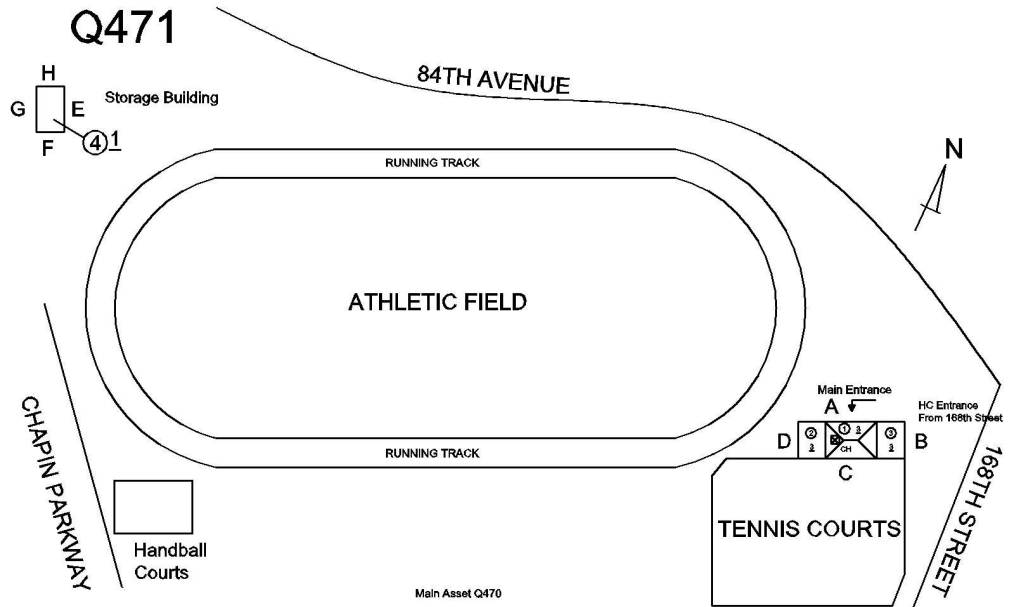 Q471
84TH AVENUE
H
G
E
Storage Building
F
4 1
N
RUNNING TRACK
ATHLETIC FIELD
CHAPIN PARKWAY
Main Entrance
A
HC Entrance
From 168th Street
D
2
3
1 3
CH
3
3
B
C
RUNNING TRACK
168TH STREET
TENNIS COURTS
Handball
Courts
Main Asset Q470